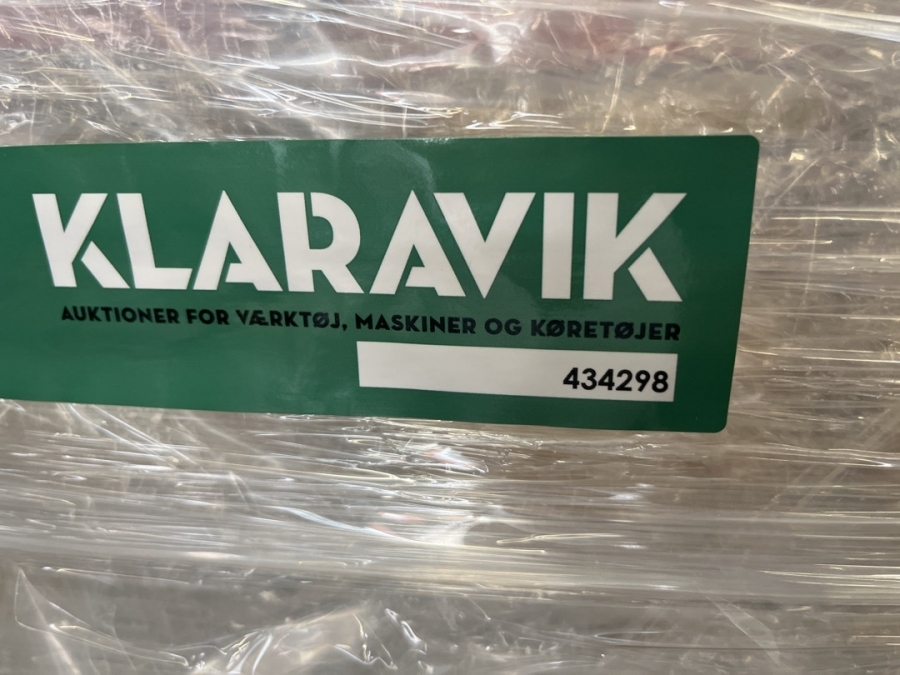 KLARAVIK
AUKTIONER FOR VÆRKTØJ, MASKINER OG KØRETØJER
434298